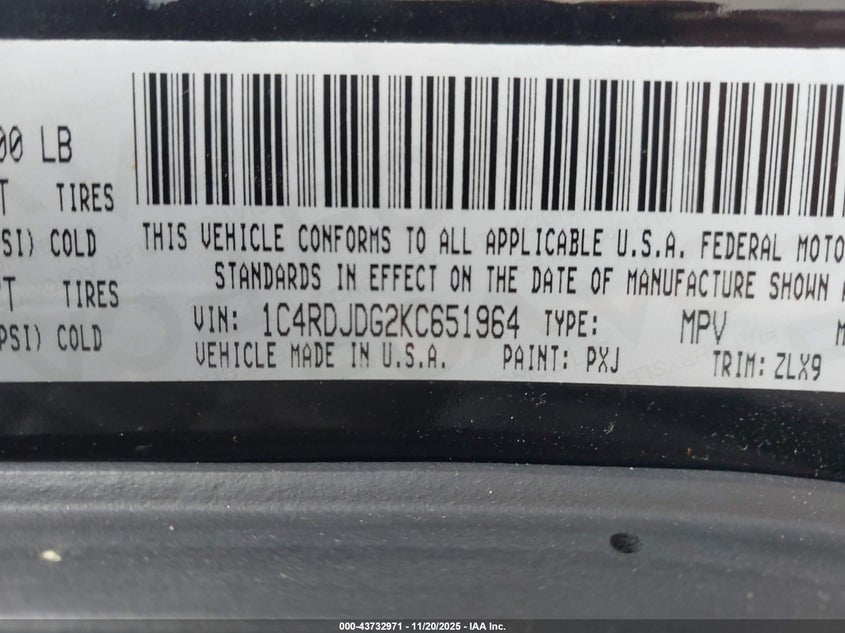 00 LB
T TIRES
SI) COLD
PT TIRES
PSI) COLD
THIS VEHICLE CONFORMS TO ALL APPLICABLE U.S.A. FEDERAL MOTO
STANDARDS IN EFFECT ON THE DATE OF MANUFACTURE SHOWN A
VIN: 1C4RDJDG2KC651964 TYPE: MPV M
VEHICLE MADE IN U.S.A. PAINT: PXJ TRIM: ZLX9
000-43732971 - 11/20/2025 - IAA Inc.